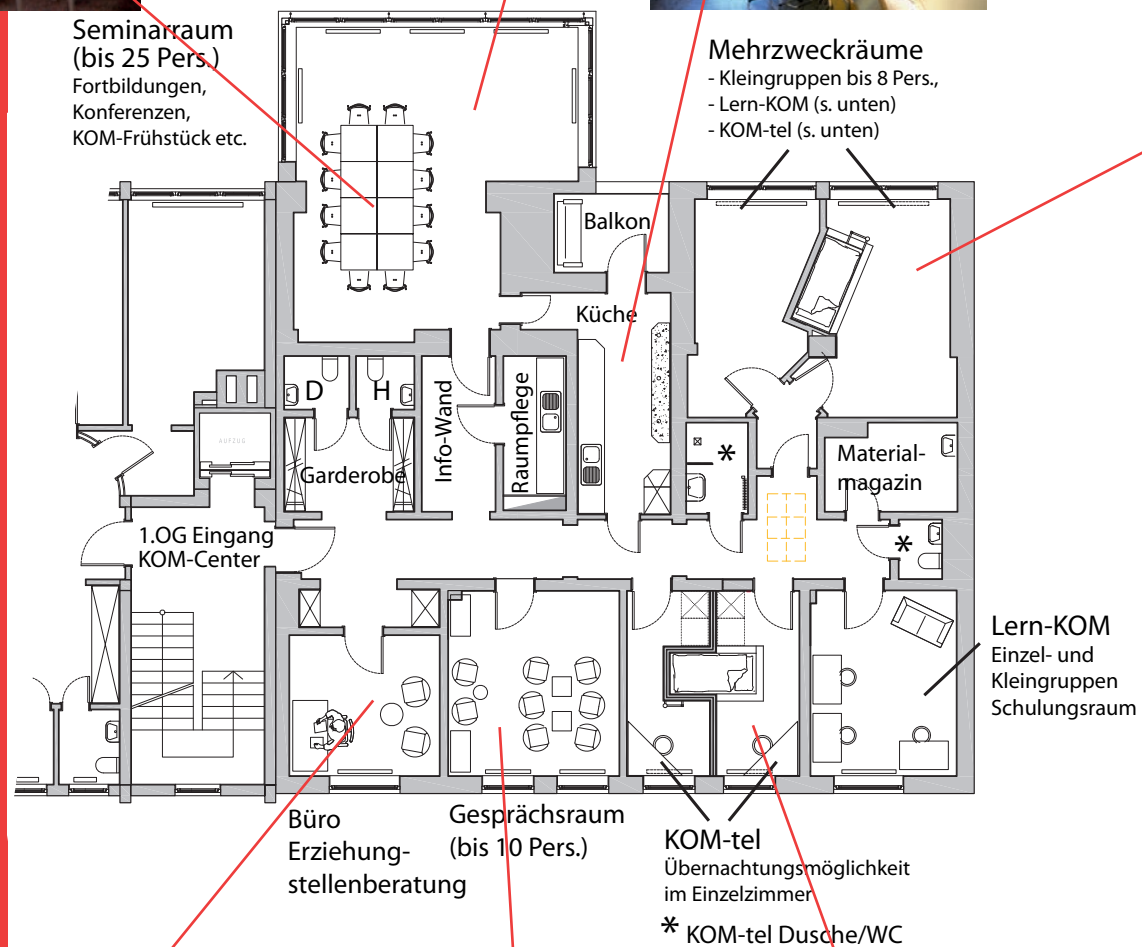 Seminarraum
(bis 25 Pers.)
Fortbildungen,
Konferenzen,
KOM-Frühstück etc.
Mehrzweckräume
- Kleingruppen bis 8 Pers.,
- Lern-KOM (s. unten)
- KOM-tel (s. unten)
Balkon
Küche
D
H
Info-Wand
Raumpflege
Garderobe
AUFZUG
*
Material-
magazin
*
1.OG Eingang
KOM-Center
Lern-KOM
Einzel- und
Kleingruppen
Schulungsraum
Büro
Erziehung-
stellenberatung
Gesprächsraum
(bis 10 Pers.)
KOM-tel
Übernachtungsmöglichkeit
im Einzelzimmer
* KOM-tel Dusche/WC